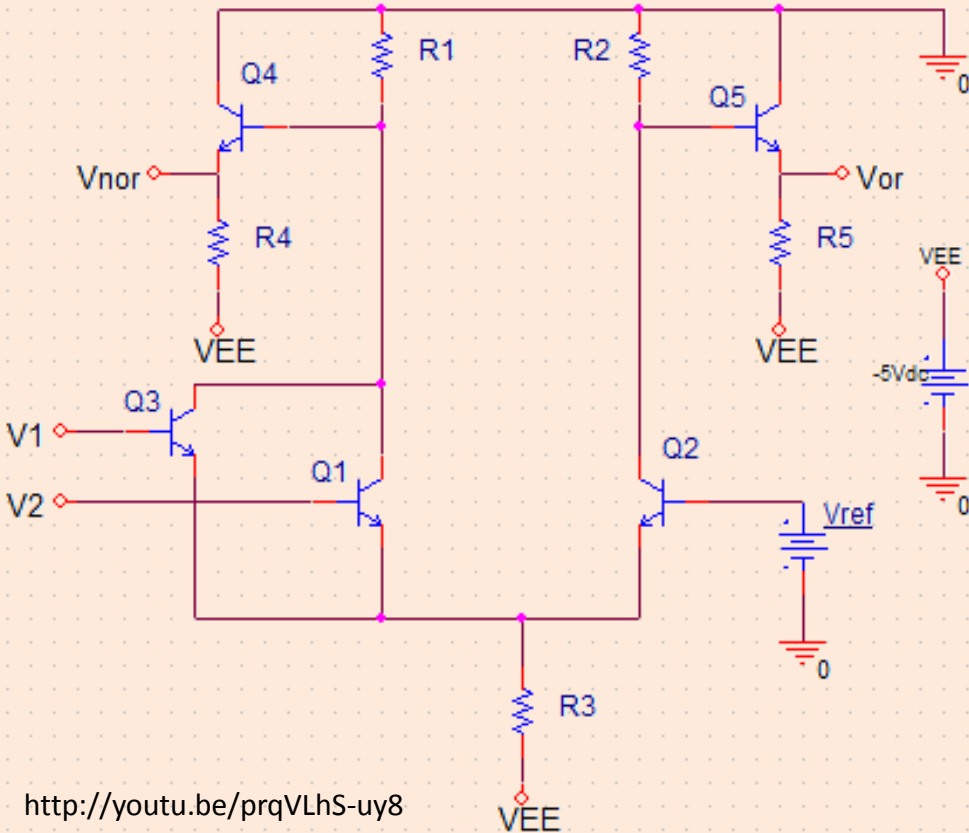 R1
R2
0
Q4
Q5
Vnor
Vor
R4
R5
VEE
VEE
VEE
-5Vdc
Q3
V1
Q1
Q2
V2
0
Vref
0
R3
http://youtu.be/prqVLhS-uy8
VEE